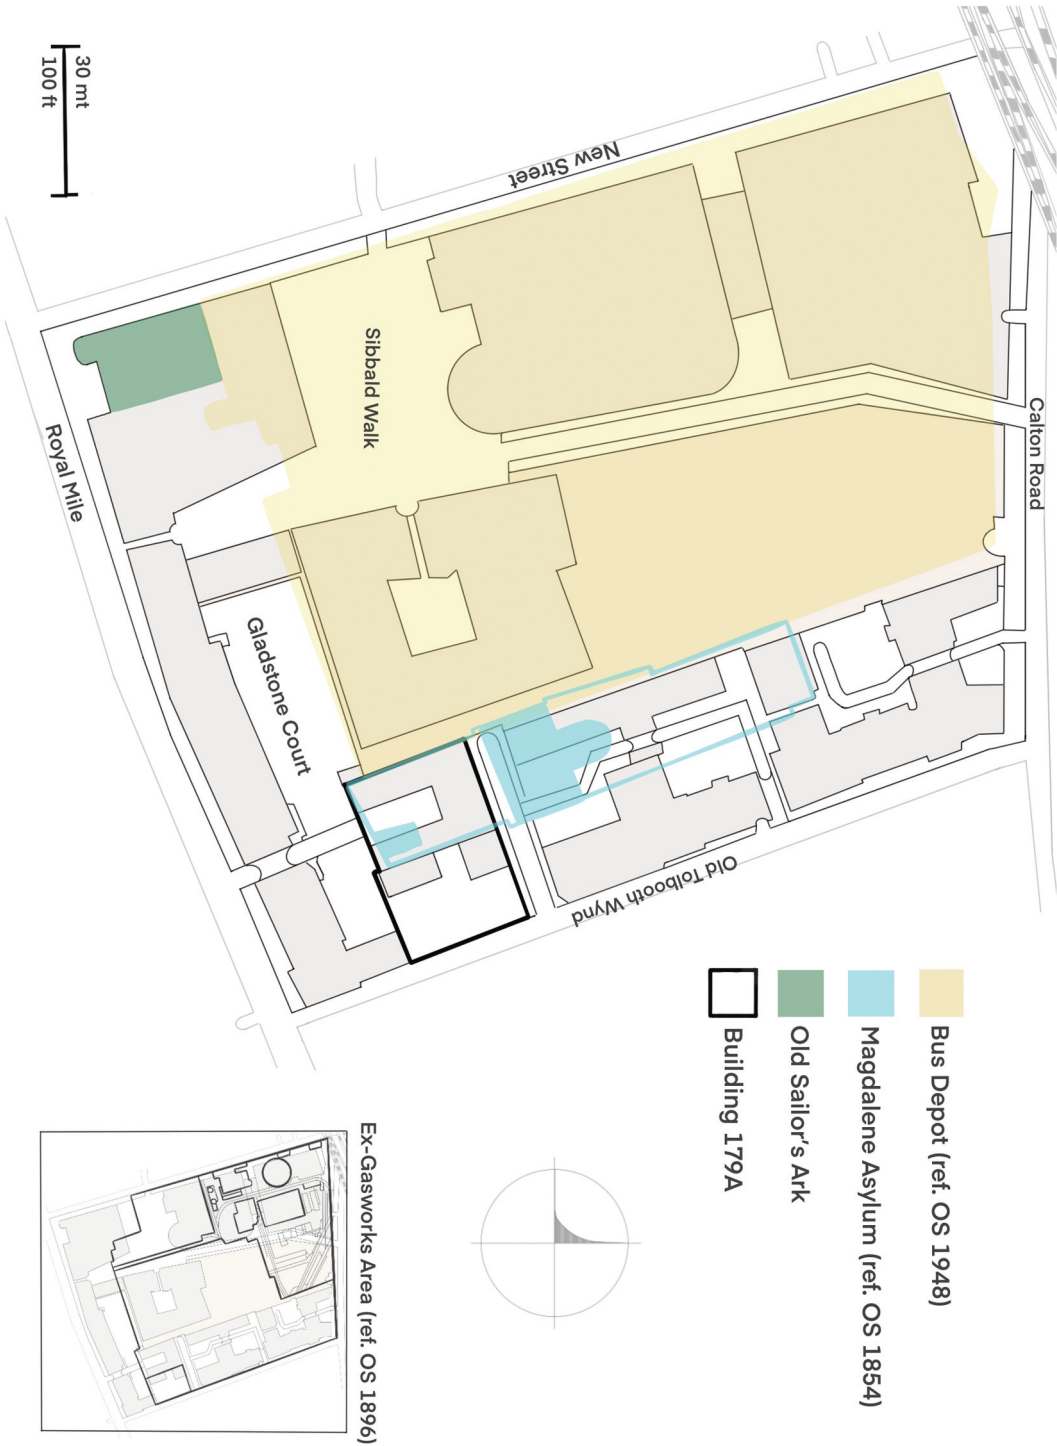 30 mt
100 ft
New Street
Sibbald Walk
Calton Road
Royal Mile
Gladstone Court
Old Tolbooth Wynd
Bus Depot (ref. OS 1948)
Magdalene Asylum (ref. OS 1854)
Old Sailor's Ark
Building 179A
Ex-Gasworks Area (ref. OS 1896)